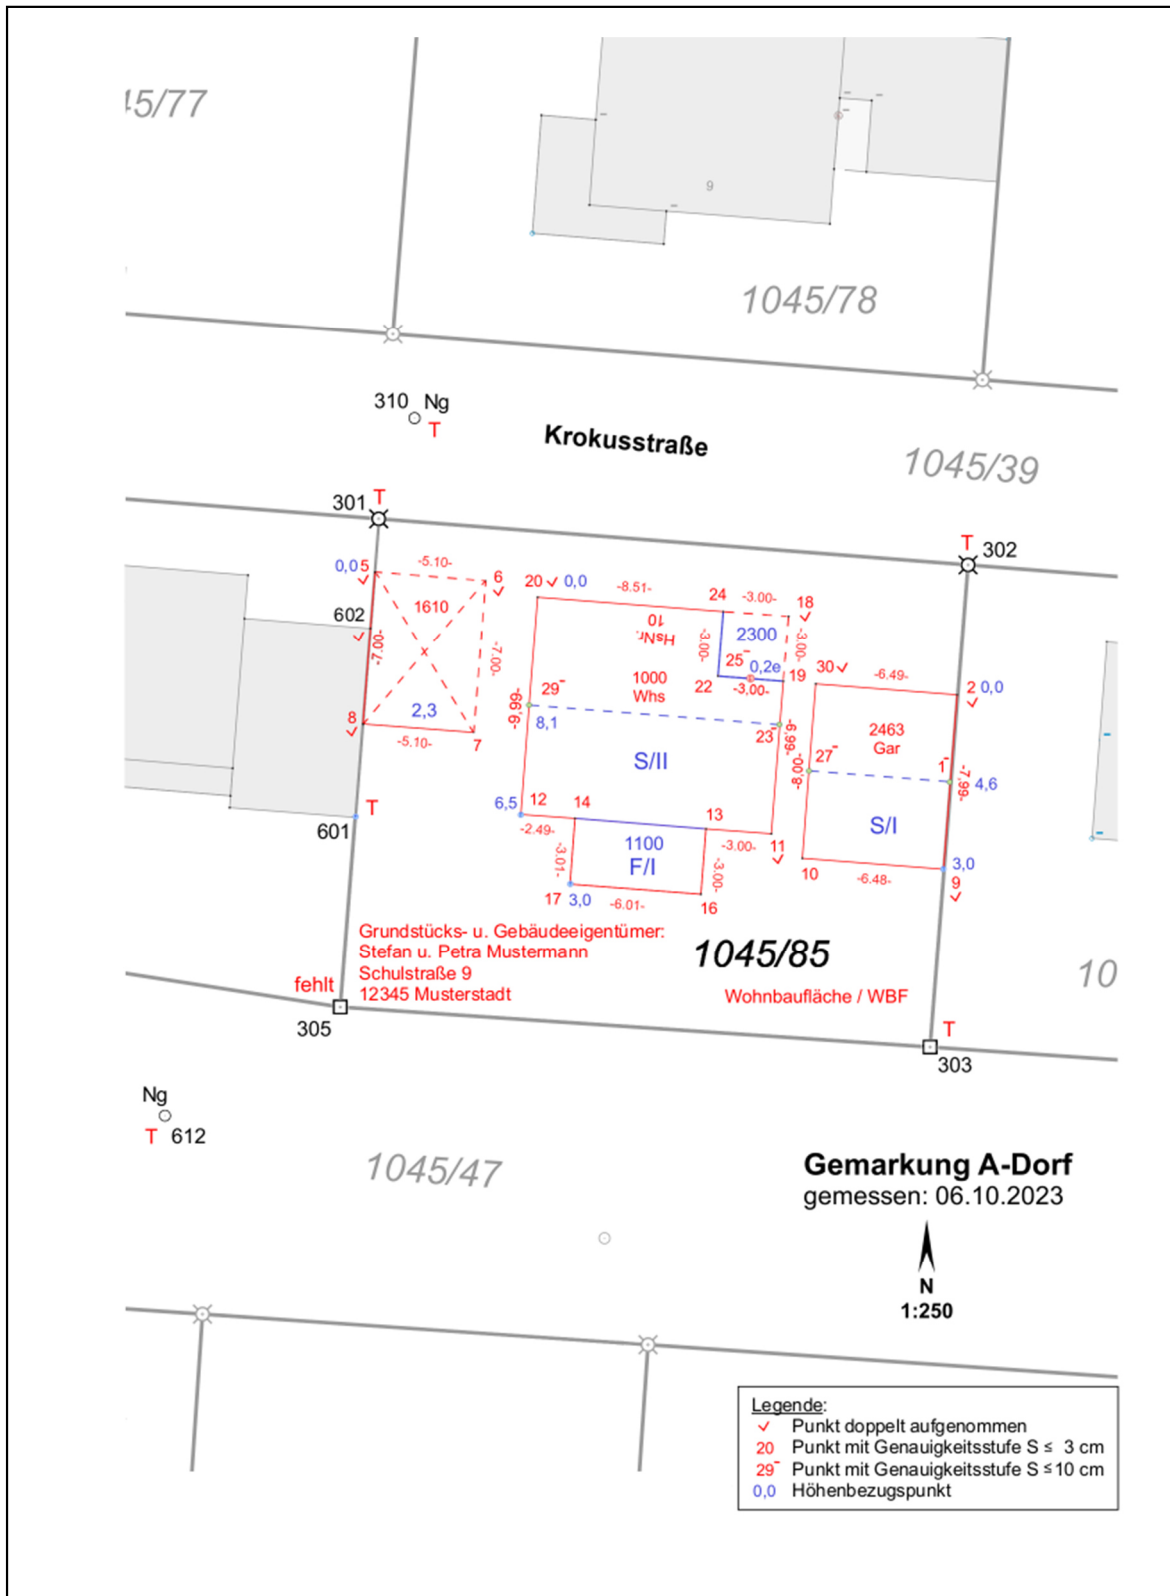 45/77
9
1045/78
310 Ng
T
Krokusstraße
1045/39
301 T
T 302
0,0 5
-5.10-
6
20 0,0
-8.51-
24
-3.00-
18
602
1610
-7.00-
-7.00-
HsNr.
10
-3.00-
2300
-3.00-
25-
0,2e
22
-3.00-
19
30
-6.49-
2 0,0
29-
1000
Whs
8
2,3
-9.99-
8,1
23-
-6.99-
2463
Gar
-5.10-
7
S/II
-8.00-
27-
1-
-7.99-
4,6
6,5
12
14
13
S/I
T
601
-2.49-
1100
F/I
-3.01-
-3.00-
-3.00-
11
10
-6.48-
3,0
9
17 3,0
-6.01-
16
Grundstücks- u. Gebäudeeigentümer:
Stefan u. Petra Mustermann
Schulstraße 9
12345 Musterstadt
1045/85
10
fehlt
Wohnbaufläche / WBF
305
T
303
Ng
T 612
1045/47
Gemarkung A-Dorf
gemessen: 06.10.2023
N
1:250
Legende:
Punkt doppelt aufgenommen
20 Punkt mit Genauigkeitsstufe S ≤ 3 cm
29- Punkt mit Genauigkeitsstufe S ≤ 10 cm
0,0 Höhenbezugspunkt